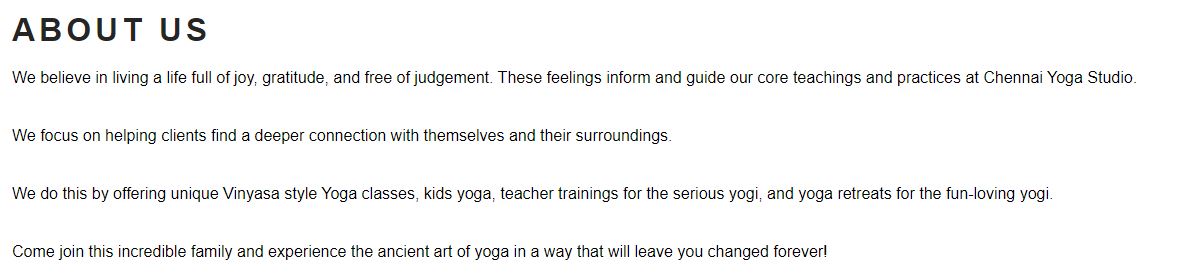 ABOUT US
We believe in living a life full of joy, gratitude, and free of judgement. These feelings inform and guide our core teachings and practices at Chennai Yoga Studio.
We focus on helping clients find a deeper connection with themselves and their surroundings.
We do this by offering unique Vinyasa style Yoga classes, kids yoga, teacher trainings for the serious yogi, and yoga retreats for the fun-loving yogi.
Come join this incredible family and experience the ancient art of yoga in a way that will leave you changed forever!